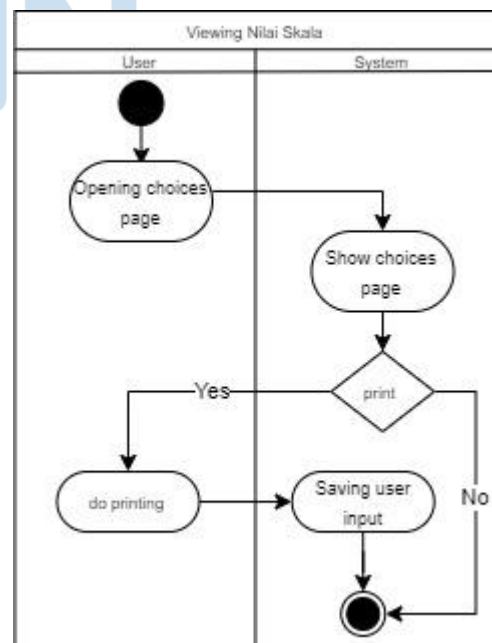 Viewing Nilai Skala
User
System
Opening choices
page
Show choices
page
print
Yes
No
do printing
Saving user
input